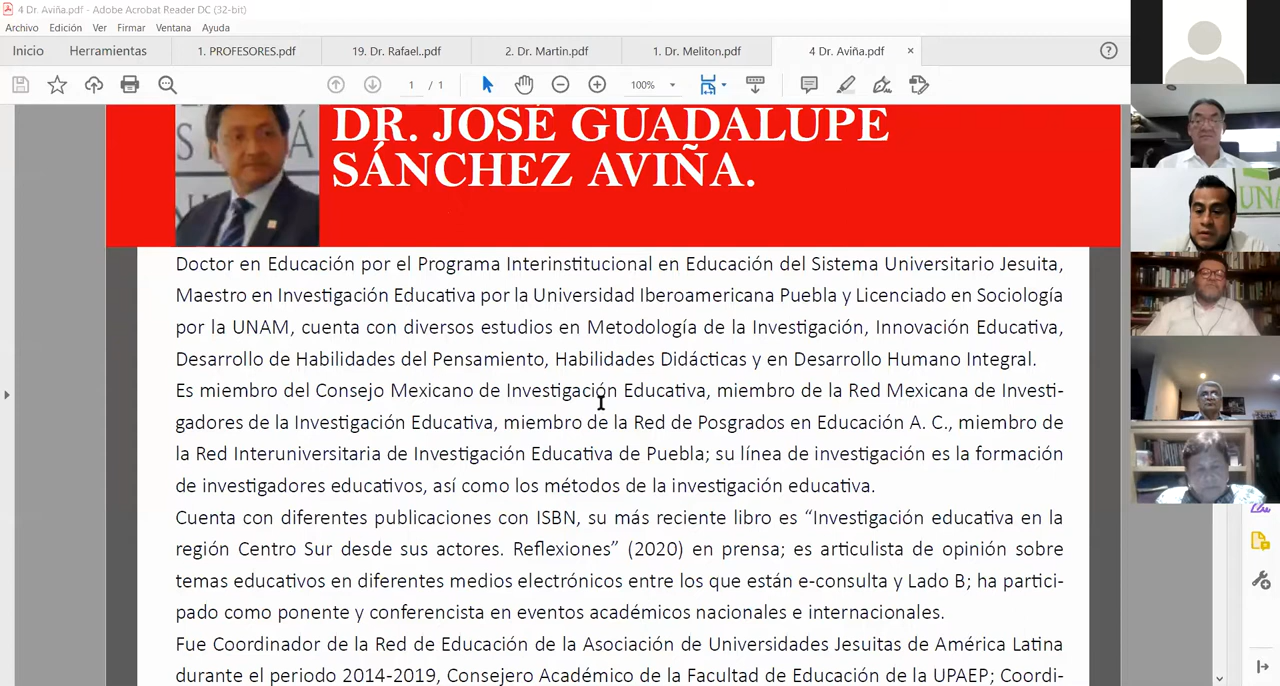 4 Dr. Aviña.pdf - Adobe Acrobat Reader DC (32-bit)
Archivo Edición Ver Firmar Ventana Ayuda
Inicio Herramientas 1. PROFESORES.pdf 19. Dr. Rafael..pdf 2. Dr. Martin.pdf 1. Dr. Meliton.pdf 4 Dr. Aviña.pdf ×
1 / 1 100%
DR. JOSÉ GUADALUPE
SÁNCHEZ AVIÑA.
Doctor en Educación por el Programa Interinstitucional en Educación del Sistema Universitario Jesuita,
Maestro en Investigación Educativa por la Universidad Iberoamericana Puebla y Licenciado en Sociología
por la UNAM, cuenta con diversos estudios en Metodología de la Investigación, Innovación Educativa,
Desarrollo de Habilidades del Pensamiento, Habilidades Didácticas y en Desarrollo Humano Integral.
Es miembro del Consejo Mexicano de Investigación Educativa, miembro de la Red Mexicana de Investi-
gadores de la Investigación Educativa, miembro de la Red de Posgrados en Educación A. C., miembro de
la Red Interuniversitaria de Investigación Educativa de Puebla; su línea de investigación es la formación
de investigadores educativos, así como los métodos de la investigación educativa.
Cuenta con diferentes publicaciones con ISBN, su más reciente libro es “Investigación educativa en la
región Centro Sur desde sus actores. Reflexiones” (2020) en prensa; es articulista de opinión sobre
temas educativos en diferentes medios electrónicos entre los que están e-consulta y Lado B; ha partici-
pado como ponente y conferencista en eventos académicos nacionales e internacionales.
Fue Coordinador de la Red de Educación de la Asociación de Universidades Jesuitas de América Latina
durante el periodo 2014-2019, Consejero Académico de la Facultad de Educación de la UPAEP; Coordi-